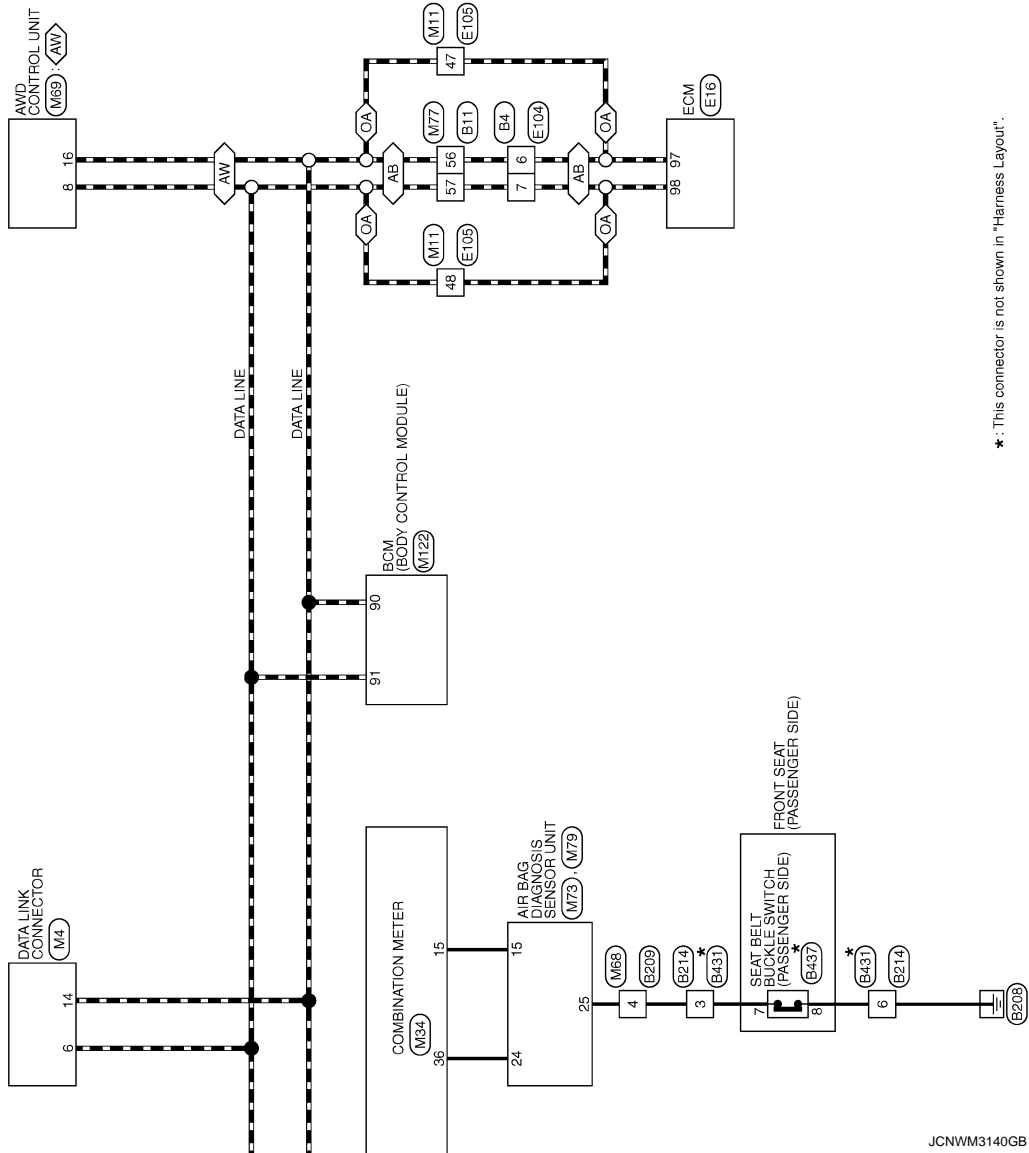 DATA LINK
CONNECTOR
M4
6
14
DATA LINE
DATA LINE
AWD
CONTROL UNIT
M69 : AW
8
16
AW
OA
OA
AB
M11
E105
48
M77
B11
57
56
B4
E104
7
6
M11
E105
47
AB
OA
OA
98
97
ECM
E16
BCM
(BODY CONTROL MODULE)
M122
91
90
COMBINATION METER
M34
36
15
24
15
AIR BAG
DIAGNOSIS
SENSOR UNIT
M73 , M79
25
4
M68
B209
3
B214
* B431
FRONT SEAT
(PASSENGER SIDE)
SEAT BELT
BUCKLE SWITCH
(PASSENGER SIDE)
* B437
7
8
6
* B431
B214
B208
* : This connector is not shown in "Harness Layout".
JCNWM3140GB